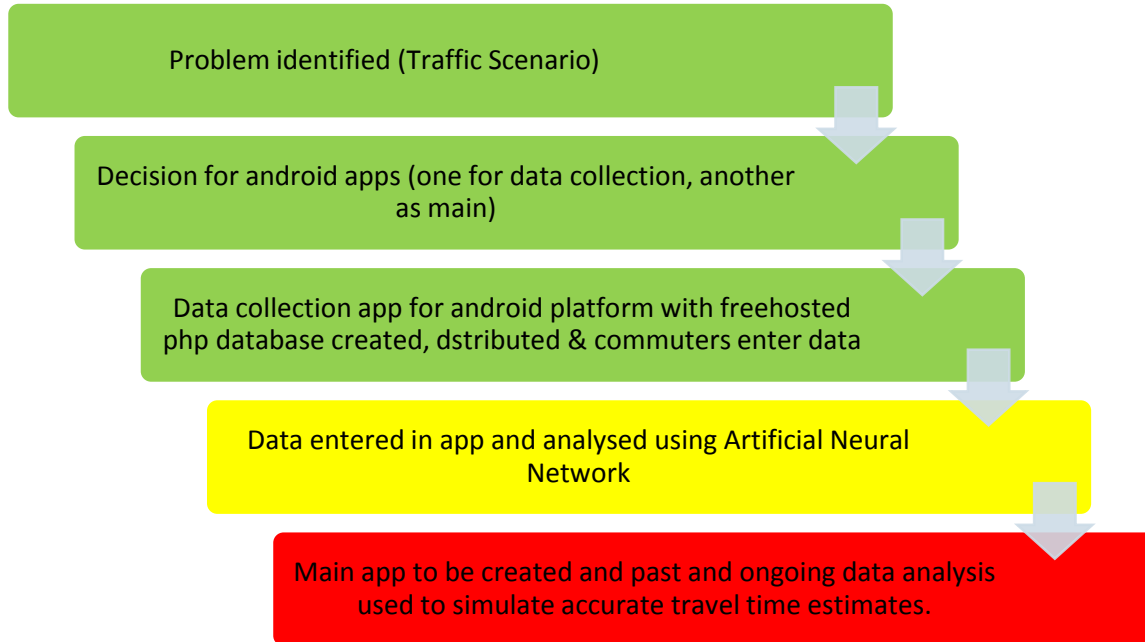 Problem identified (Traffic Scenario)
Decision for android apps (one for data collection, another
as main)
Data collection app for android platform with freehosted
php database created, dstributed & commuters enter data
Data entered in app and analysed using Artificial Neural
Network
Main app to be created and past and ongoing data analysis
used to simulate accurate travel time estimates.